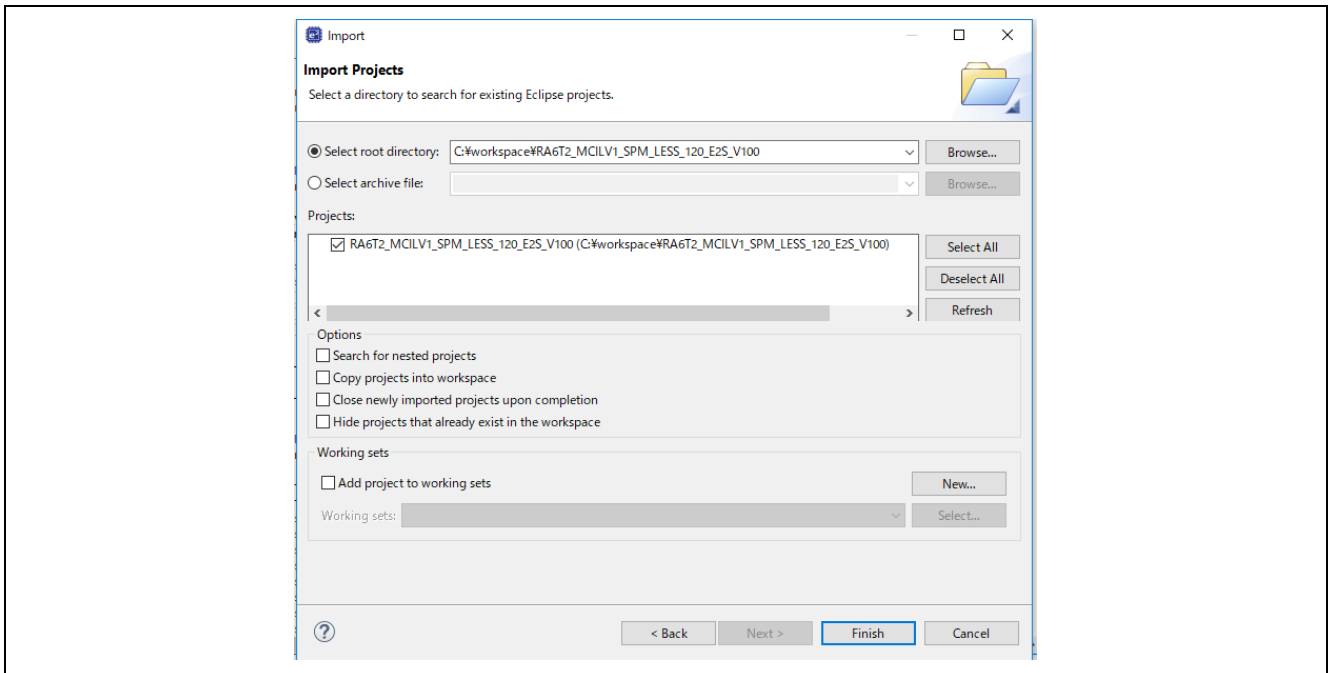 Import
Import Projects
Select a directory to search for existing Eclipse projects.
Select root directory: C:¥workspace¥RA6T2_MCILV1_SPM_LESS_120_E2S_V100 Browse...
Select archive file: Browse...
Projects:
RA6T2_MCILV1_SPM_LESS_120_E2S_V100 (C:¥workspace¥RA6T2_MCILV1_SPM_LESS_120_E2S_V100) Select All
Deselect All
Refresh
Options
Search for nested projects
Copy projects into workspace
Close newly imported projects upon completion
Hide projects that already exist in the workspace
Working sets
Add project to working sets New...
Working sets: Select...
? < Back Next > Finish Cancel